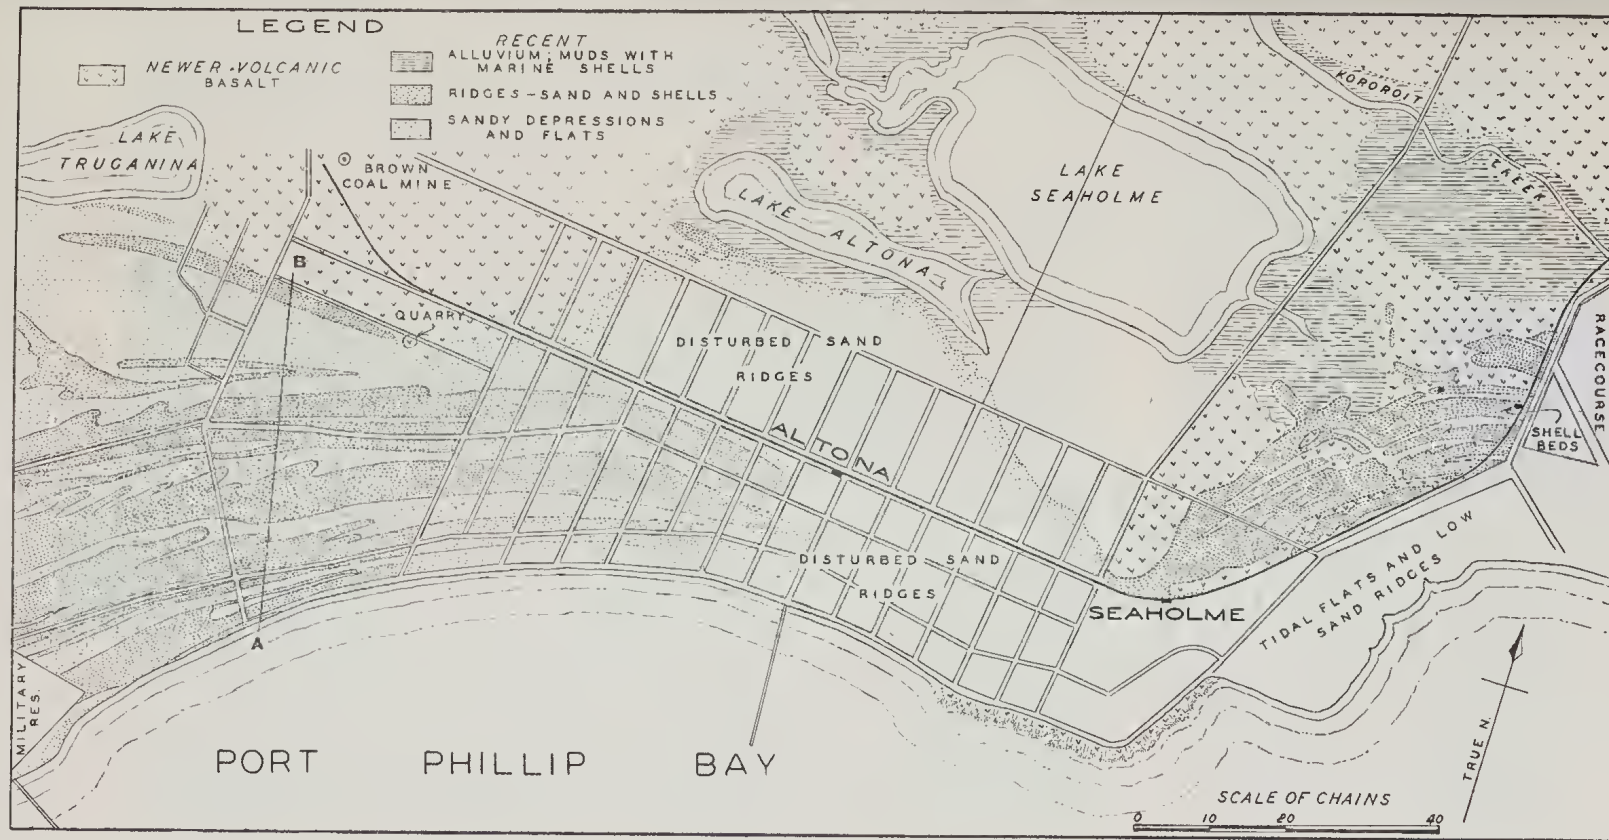 LEGEND
NEWER-VOLCANIC
BASALT
RECENT
ALLUVIUM; MUDS WITH
MARINE SHELLS
RIDGES - SAND AND SHELLS
SANDY DEPRESSIONS
AND FLATS
LAKE
TRUGANINA
BROWN
COAL MINE
LAKE ALTONA
LAKE
SEAHOLME
KOROROIT
CREEK
B
QUARRY
DISTURBED SAND
RIDGES
RACECOURSE
SHELL
BEDS
ALTONA
DISTURBED SAND
RIDGES
SEAHOLME
TIDAL FLATS AND LOW
SAND RIDGES
A
MILITARY
RES.
PORT PHILLIP BAY
TRUE N.
SCALE OF CHAINS
0 10 20 40